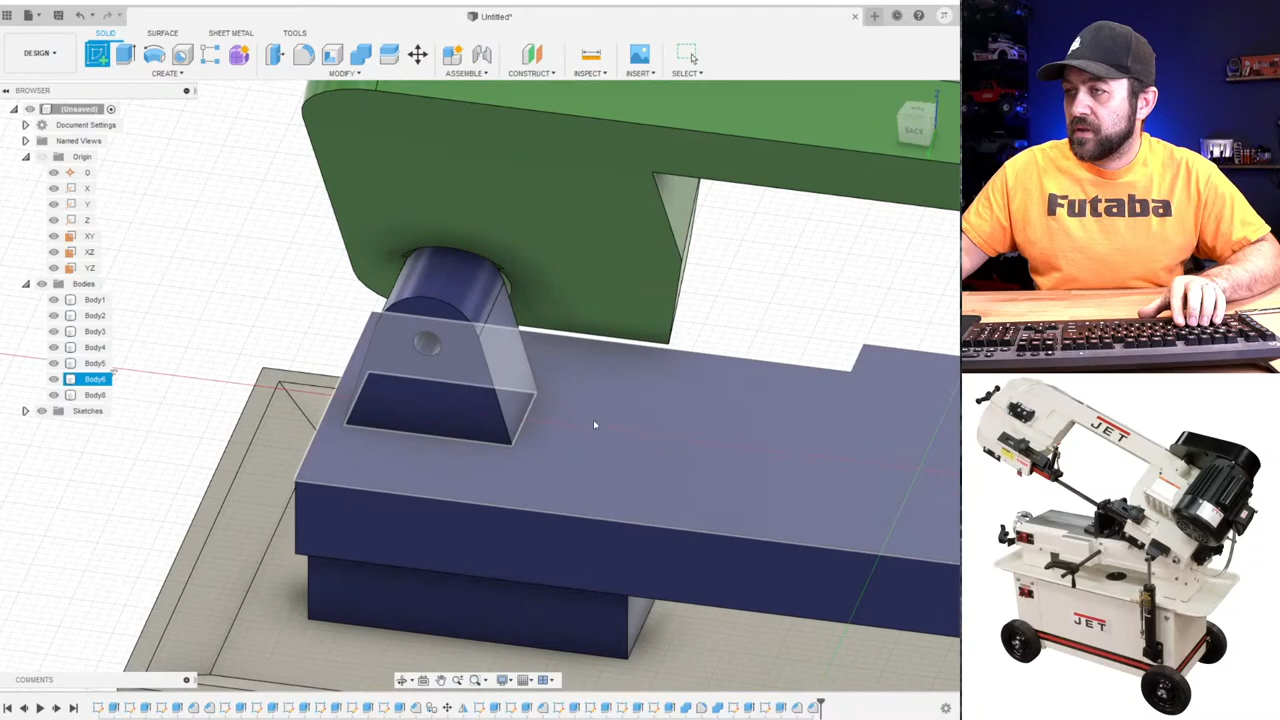 Untitled*
JT
SOLID
SURFACE
SHEET METAL
TOOLS
DESIGN
CREATE
MODIFY
ASSEMBLE
CONSTRUCT
INSPECT
INSERT
SELECT
BROWSER
(Unsaved)
Document Settings
Named Views
Origin
O
X
Y
Z
XY
XZ
YZ
Bodies
Body1
Body2
Body3
Body4
Body5
Body6
Body8
Sketches
BACK
Z
COMMENTS
Futaba
JET
JET